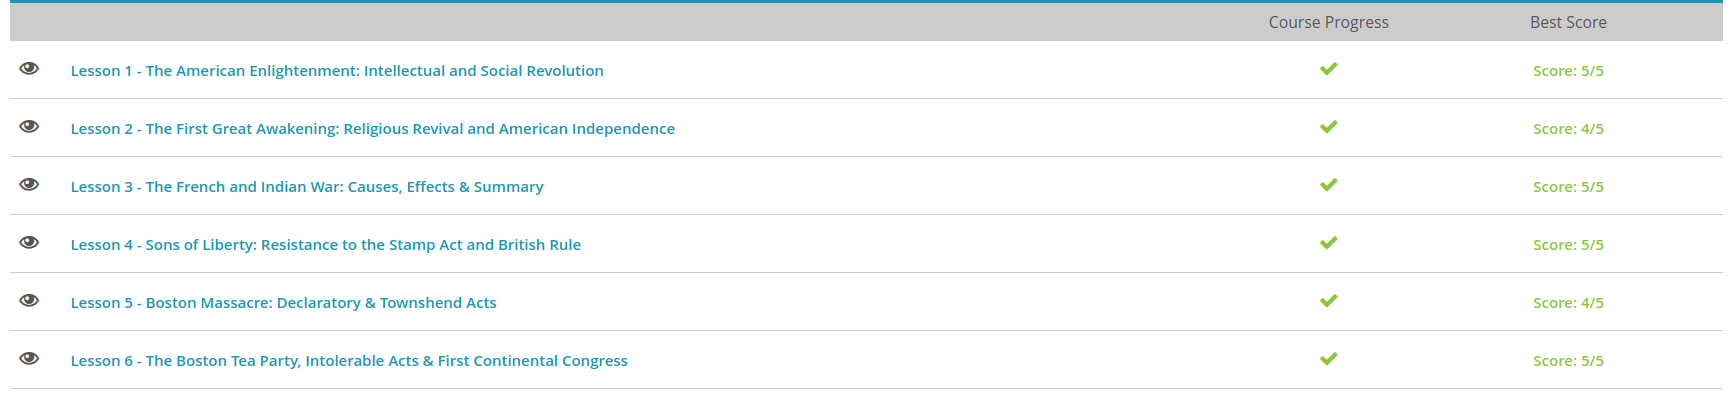 Course Progress Best Score
Lesson 1 - The American Enlightenment: Intellectual and Social Revolution Score: 5/5
Lesson 2 - The First Great Awakening: Religious Revival and American Independence Score: 4/5
Lesson 3 - The French and Indian War: Causes, Effects & Summary Score: 5/5
Lesson 4 - Sons of Liberty: Resistance to the Stamp Act and British Rule Score: 5/5
Lesson 5 - Boston Massacre: Declaratory & Townshend Acts Score: 4/5
Lesson 6 - The Boston Tea Party, Intolerable Acts & First Continental Congress Score: 5/5